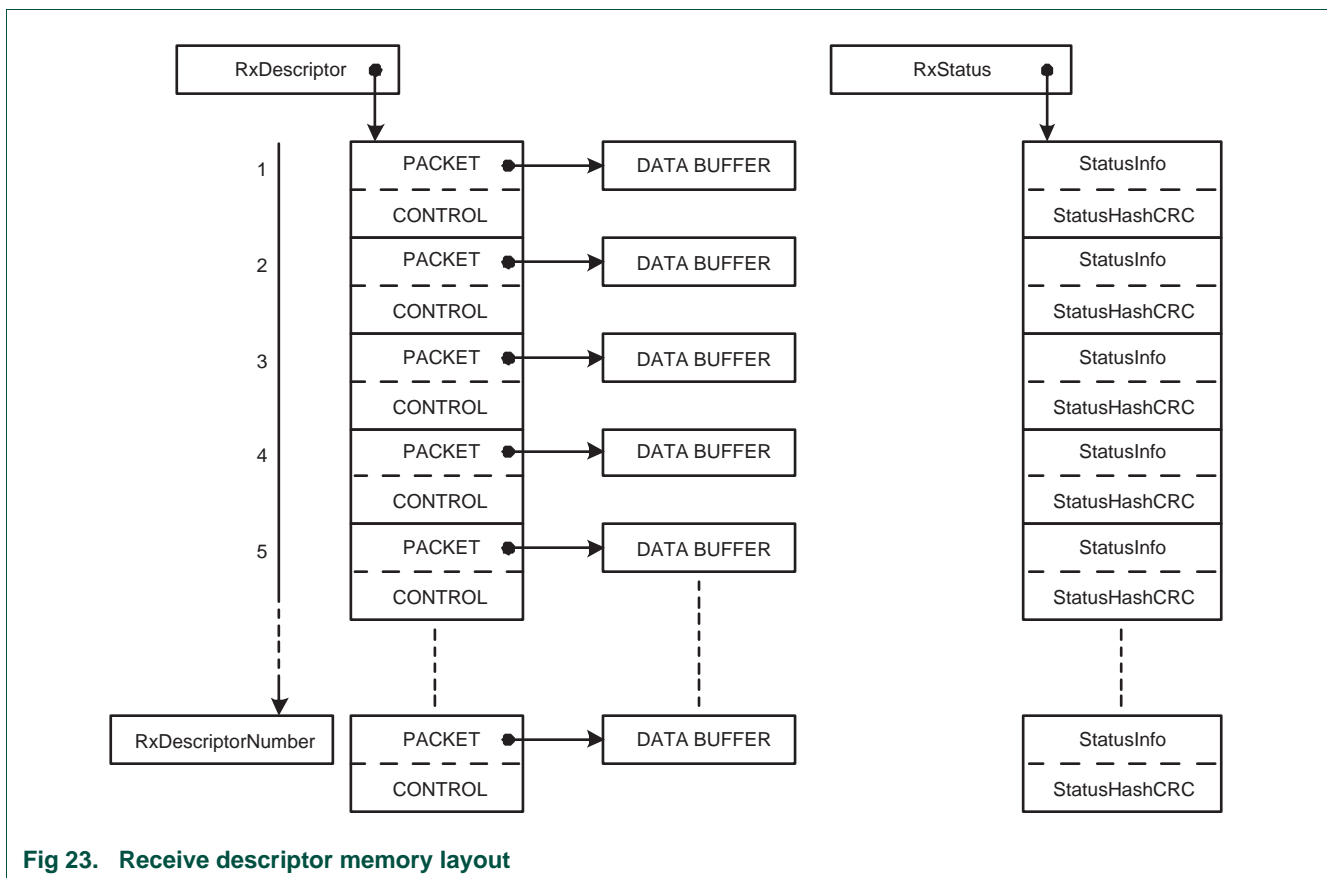 RxDescriptor
RxStatus
1
PACKET
DATA BUFFER
StatusInfo
CONTROL
StatusHashCRC
2
PACKET
DATA BUFFER
StatusInfo
CONTROL
StatusHashCRC
3
PACKET
DATA BUFFER
StatusInfo
CONTROL
StatusHashCRC
4
PACKET
DATA BUFFER
StatusInfo
CONTROL
StatusHashCRC
5
PACKET
DATA BUFFER
StatusInfo
CONTROL
StatusHashCRC
RxDescriptorNumber
PACKET
DATA BUFFER
StatusInfo
CONTROL
StatusHashCRC
Fig 23. Receive descriptor memory layout